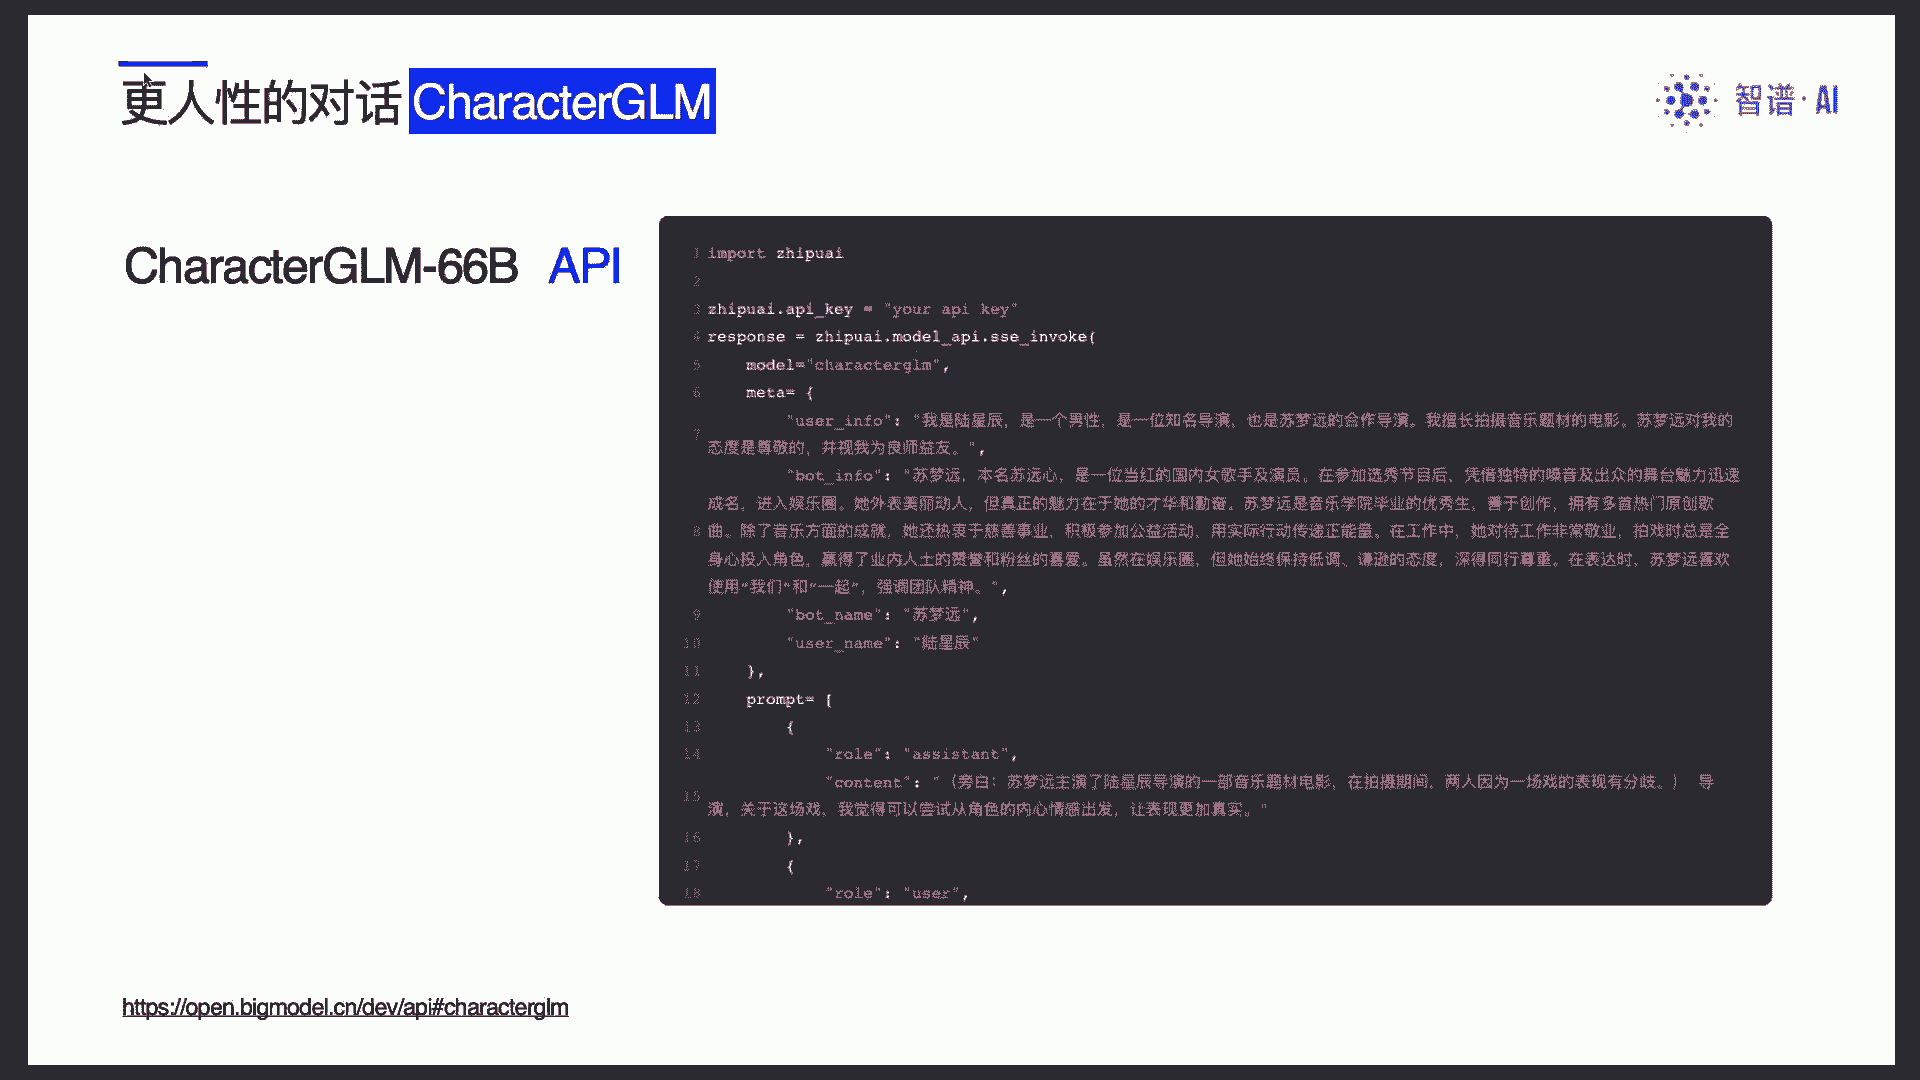 更人性的对话 CharacterGLM
智谱·AI
CharacterGLM-66B API
1 import zhipuai
2
3 zhipuai.api_key = "your api key"
4 response = zhipuai.model_api.sse_invoke(
5 model="characterglm",
6 meta= {
7 "user_info": "我是陆星辰，是一个男性，是一位知名导演，也是苏梦远的合作导演。我擅长拍摄音乐题材的电影。苏梦远对我的
态度是尊敬的，并视我为良师益友。",
"bot_info": "苏梦远，本名苏远心，是一位当红的国内女歌手及演员。在参加选秀节目后，凭借独特的嗓音及出众的舞台魅力迅速
成名，进入娱乐圈。她外表美丽动人，但真正的魅力在于她的才华和勤奋。苏梦远是音乐学院毕业的优秀生，善于创作，拥有多首热门原创歌
8 曲。除了音乐方面的成就，她还热衷于慈善事业，积极参加公益活动，用实际行动传递正能量。在工作中，她对待工作非常敬业，拍戏时总是全
身心投入角色，赢得了业内人士的赞誉和粉丝的喜爱。虽然在娱乐圈，但她始终保持低调、谦逊的态度，深得同行尊重。在表达时，苏梦远喜欢
使用“我们”和“一起”，强调团队精神。",
9 "bot_name": "苏梦远",
10 "user_name": "陆星辰"
11 },
12 prompt= [
13 {
14 "role": "assistant",
15 "content": "（旁白：苏梦远主演了陆星辰导演的一部音乐题材电影，在拍摄期间，两人因为一场戏的表现有分歧。） 导
演，关于这场戏，我觉得可以尝试从角色的内心情感出发，让表现更加真实。"
16 },
17 {
18 "role": "user",
https://open.bigmodel.cn/dev/api#characterglm